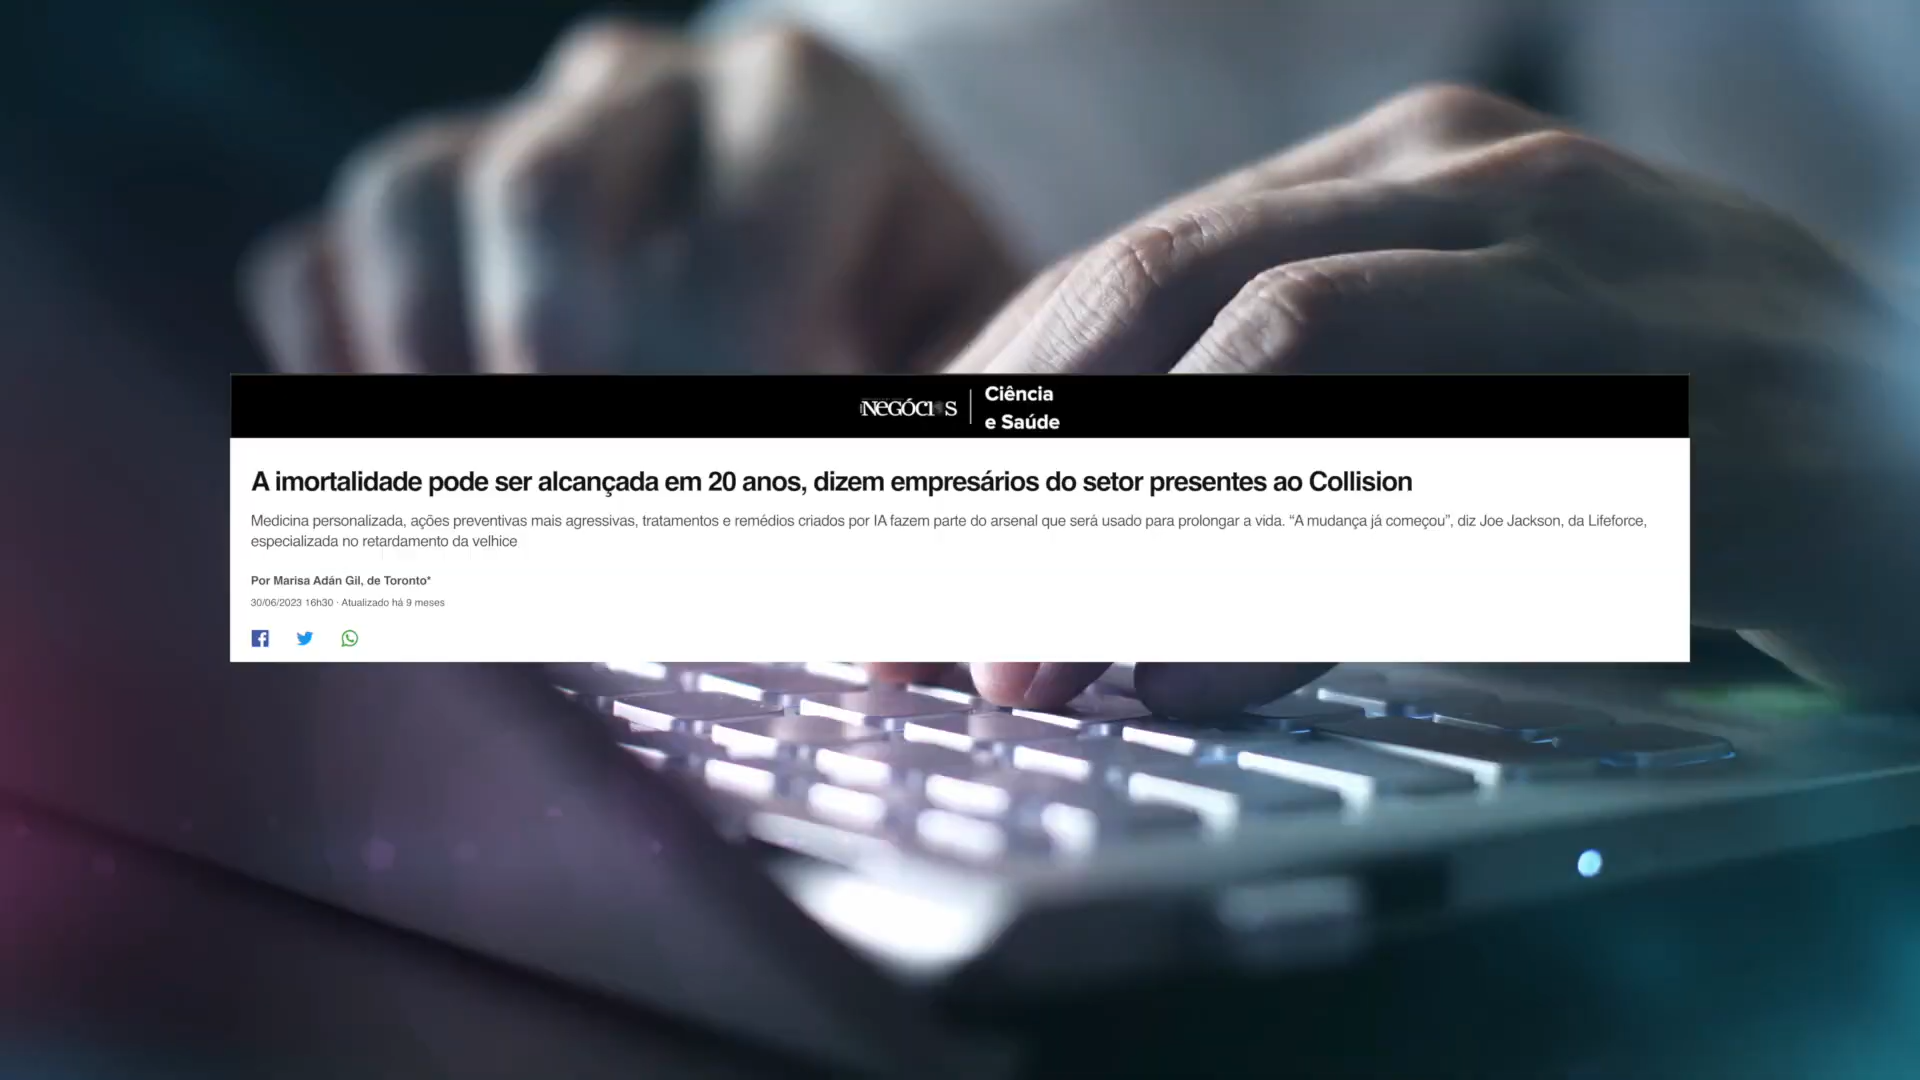 NEGÓCIOS
Ciência
e Saúde
A imortalidade pode ser alcançada em 20 anos, dizem empresários do setor presentes ao Collision
Medicina personalizada, ações preventivas mais agressivas, tratamentos e remédios criados por IA fazem parte do arsenal que será usado para prolongar a vida. “A mudança já começou”, diz Joe Jackson, da Lifeforce,
especializada no retardamento da velhice
Por Marisa Adán Gil, de Toronto*
30/06/2023 16h30 · Atualizado há 9 meses